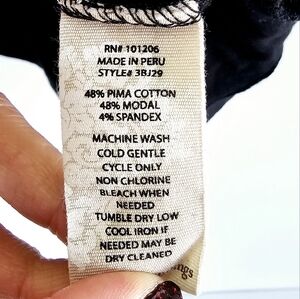 RN# 101206
MADE IN PERU
STYLE# 3BJ29
48% PIMA COTTON
48% MODAL
4% SPANDEX
MACHINE WASH
COLD GENTLE
CYCLE ONLY
NON CHLORINE
BLEACH WHEN
NEEDED
TUMBLE DRY LOW
COOL IRON IF
NEEDED MAY BE
DRY CLEANED